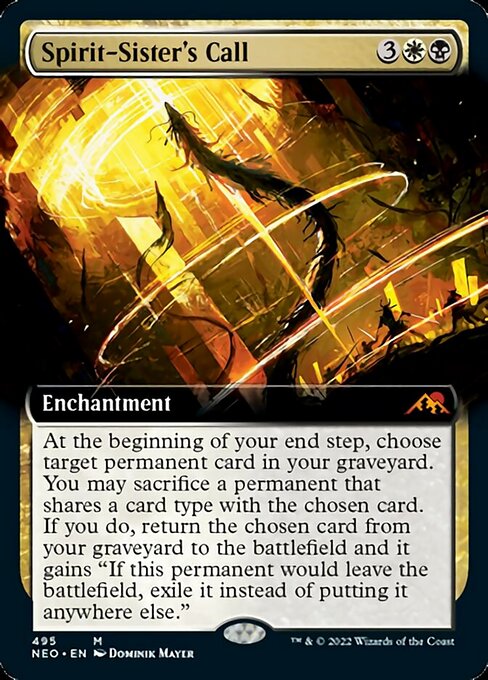 Spirit-Sister's Call 3
Enchantment
At the beginning of your end step, choose
target permanent card in your graveyard.
You may sacrifice a permanent that
shares a card type with the chosen card.
If you do, return the chosen card from
your graveyard to the battlefield and it
gains “If this permanent would leave the
battlefield, exile it instead of putting it
anywhere else.”
495 M
NEO • EN Dominik Mayer
™ & © 2022 Wizards of the Coast